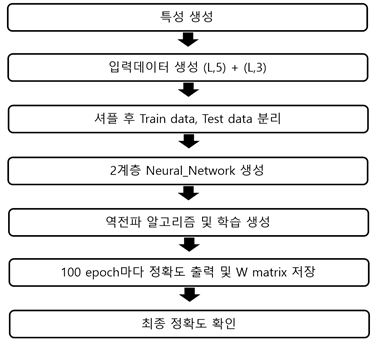 특성 생성
입력데이터 생성 (L,5) + (L,3)
셔플 후 Train data, Test data 분리
2계층 Neural_Network 생성
역전파 알고리즘 및 학습 생성
100 epoch마다 정확도 출력 및 W matrix 저장
최종 정확도 확인